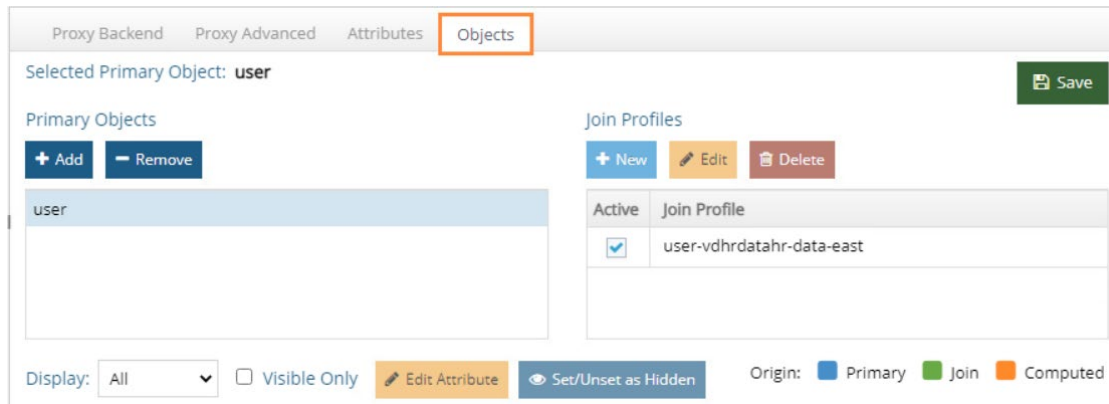 Proxy Backend Proxy Advanced Attributes Objects
Selected Primary Object: user
Save
Primary Objects
Join Profiles
Add Remove
New Edit Delete
user
Active Join Profile
user-vdhrdatahr-data-east
Display: All Visible Only Edit Attribute Set/Unset as Hidden Origin: Primary Join Computed